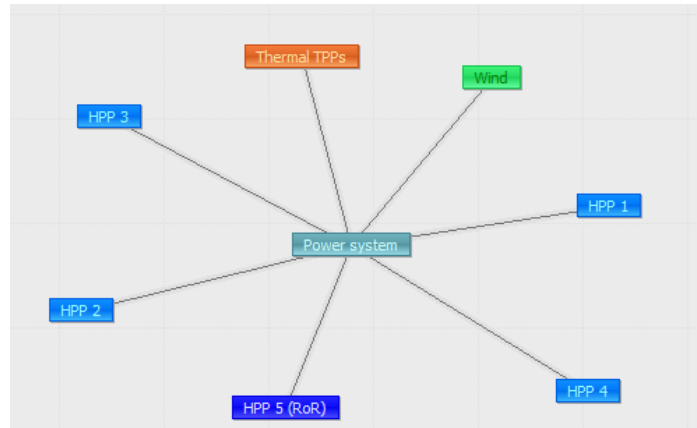 Thermal TPPs
Wind
HPP 3
HPP 1
Power system
HPP 2
HPP 4
HPP 5 (RoR)